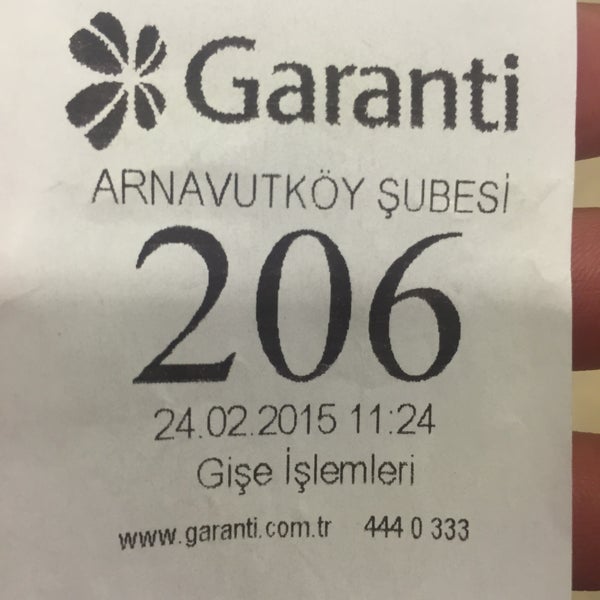 Garanti
ARNAVUTKÖY ŞUBESİ
206
24.02.2015 11:24
Gişe İşlemleri
www.garanti.com.tr 444 0 333